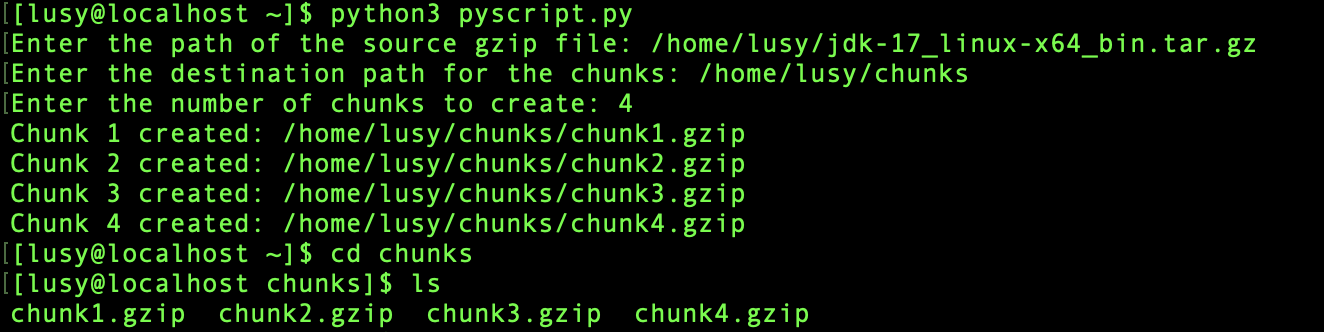 [[lusy@localhost ~]$ python3 pyscript.py
[Enter the path of the source gzip file: /home/lusy/jdk-17_linux-x64_bin.tar.gz
[Enter the destination path for the chunks: /home/lusy/chunks
[Enter the number of chunks to create: 4
Chunk 1 created: /home/lusy/chunks/chunk1.gzip
Chunk 2 created: /home/lusy/chunks/chunk2.gzip
Chunk 3 created: /home/lusy/chunks/chunk3.gzip
Chunk 4 created: /home/lusy/chunks/chunk4.gzip
[[lusy@localhost ~]$ cd chunks
[[lusy@localhost chunks]$ ls
chunk1.gzip  chunk2.gzip  chunk3.gzip  chunk4.gzip